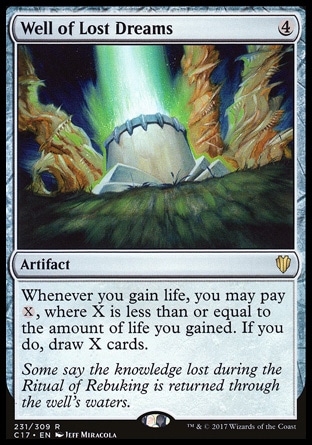 Well of Lost Dreams 4
Artifact
Whenever you gain life, you may pay
X, where X is less than or equal to
the amount of life you gained. If you
do, draw X cards.
Some say the knowledge lost during the
Ritual of Rebuking is returned through
the well's waters.
231/309 R
C17 • EN Jeff Miracola
™ & © 2017 Wizards of the Coast